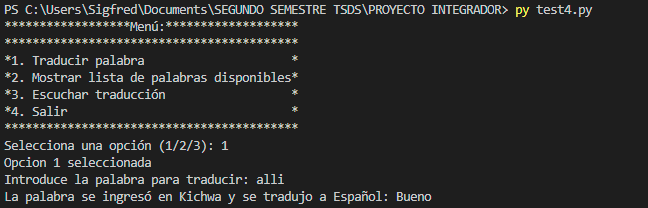 PS C:\Users\Sigfred\Documents\SEGUNDO SEMESTRE TSDS\PROYECTO INTEGRADOR> py test4.py
*****************Menú:******************
****************************************
*1. Traducir palabra                    *
*2. Mostrar lista de palabras disponibles*
*3. Escuchar traducción                 *
*4. Salir                               *
****************************************
Selecciona una opción (1/2/3): 1
Opcion 1 seleccionada
Introduce la palabra para traducir: alli
La palabra se ingresó en Kichwa y se tradujo a Español: Bueno